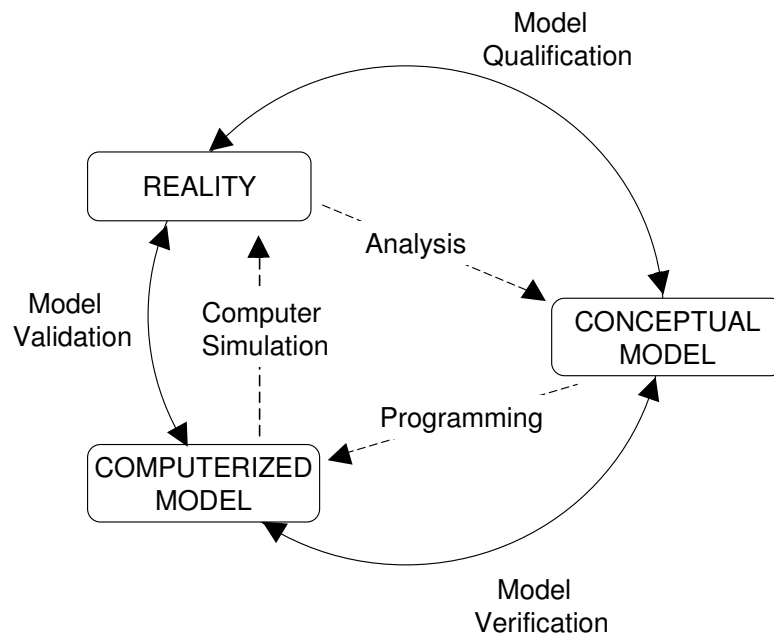 Model
Qualification
REALITY
Analysis
Model
Validation
Computer
Simulation
CONCEPTUAL
MODEL
Programming
COMPUTERIZED
MODEL
Model
Verification